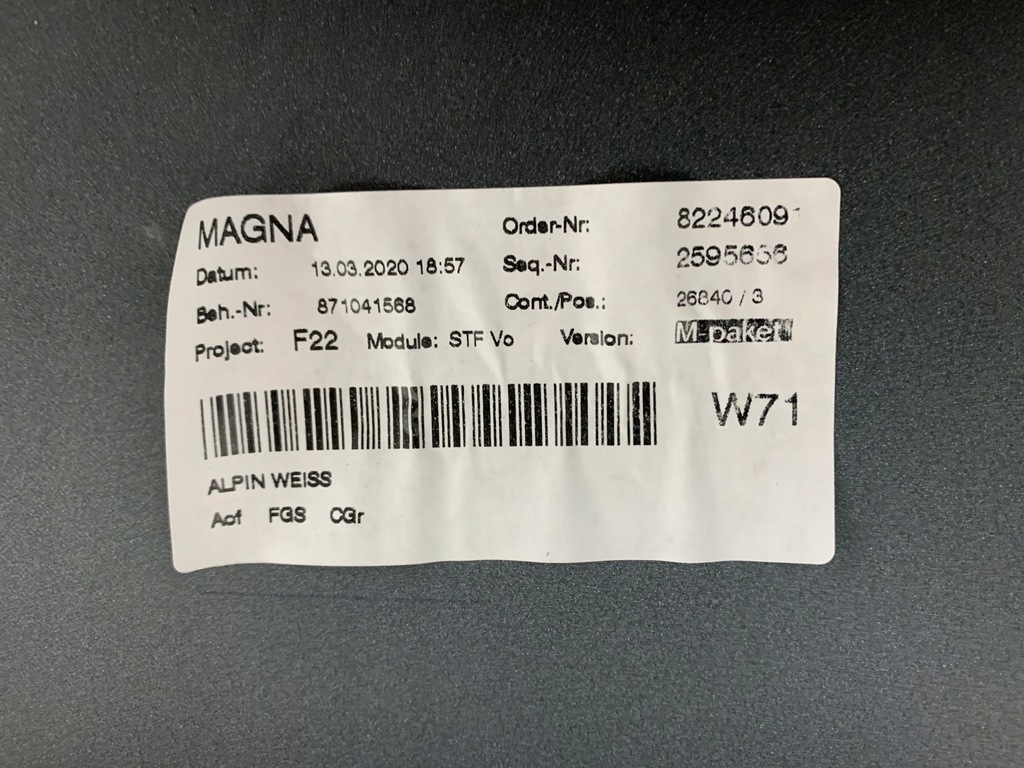 MAGNA Order-Nr: 82246091
Datum: 13.03.2020 18:57 Seq.-Nr: 2595656
Beh.-Nr: 871041568 Cont./Pos.: 26840 / 3
Project: F22 Module: STF Vo Version: M-paket
W71
ALPIN WEISS
Acf FGS CGr